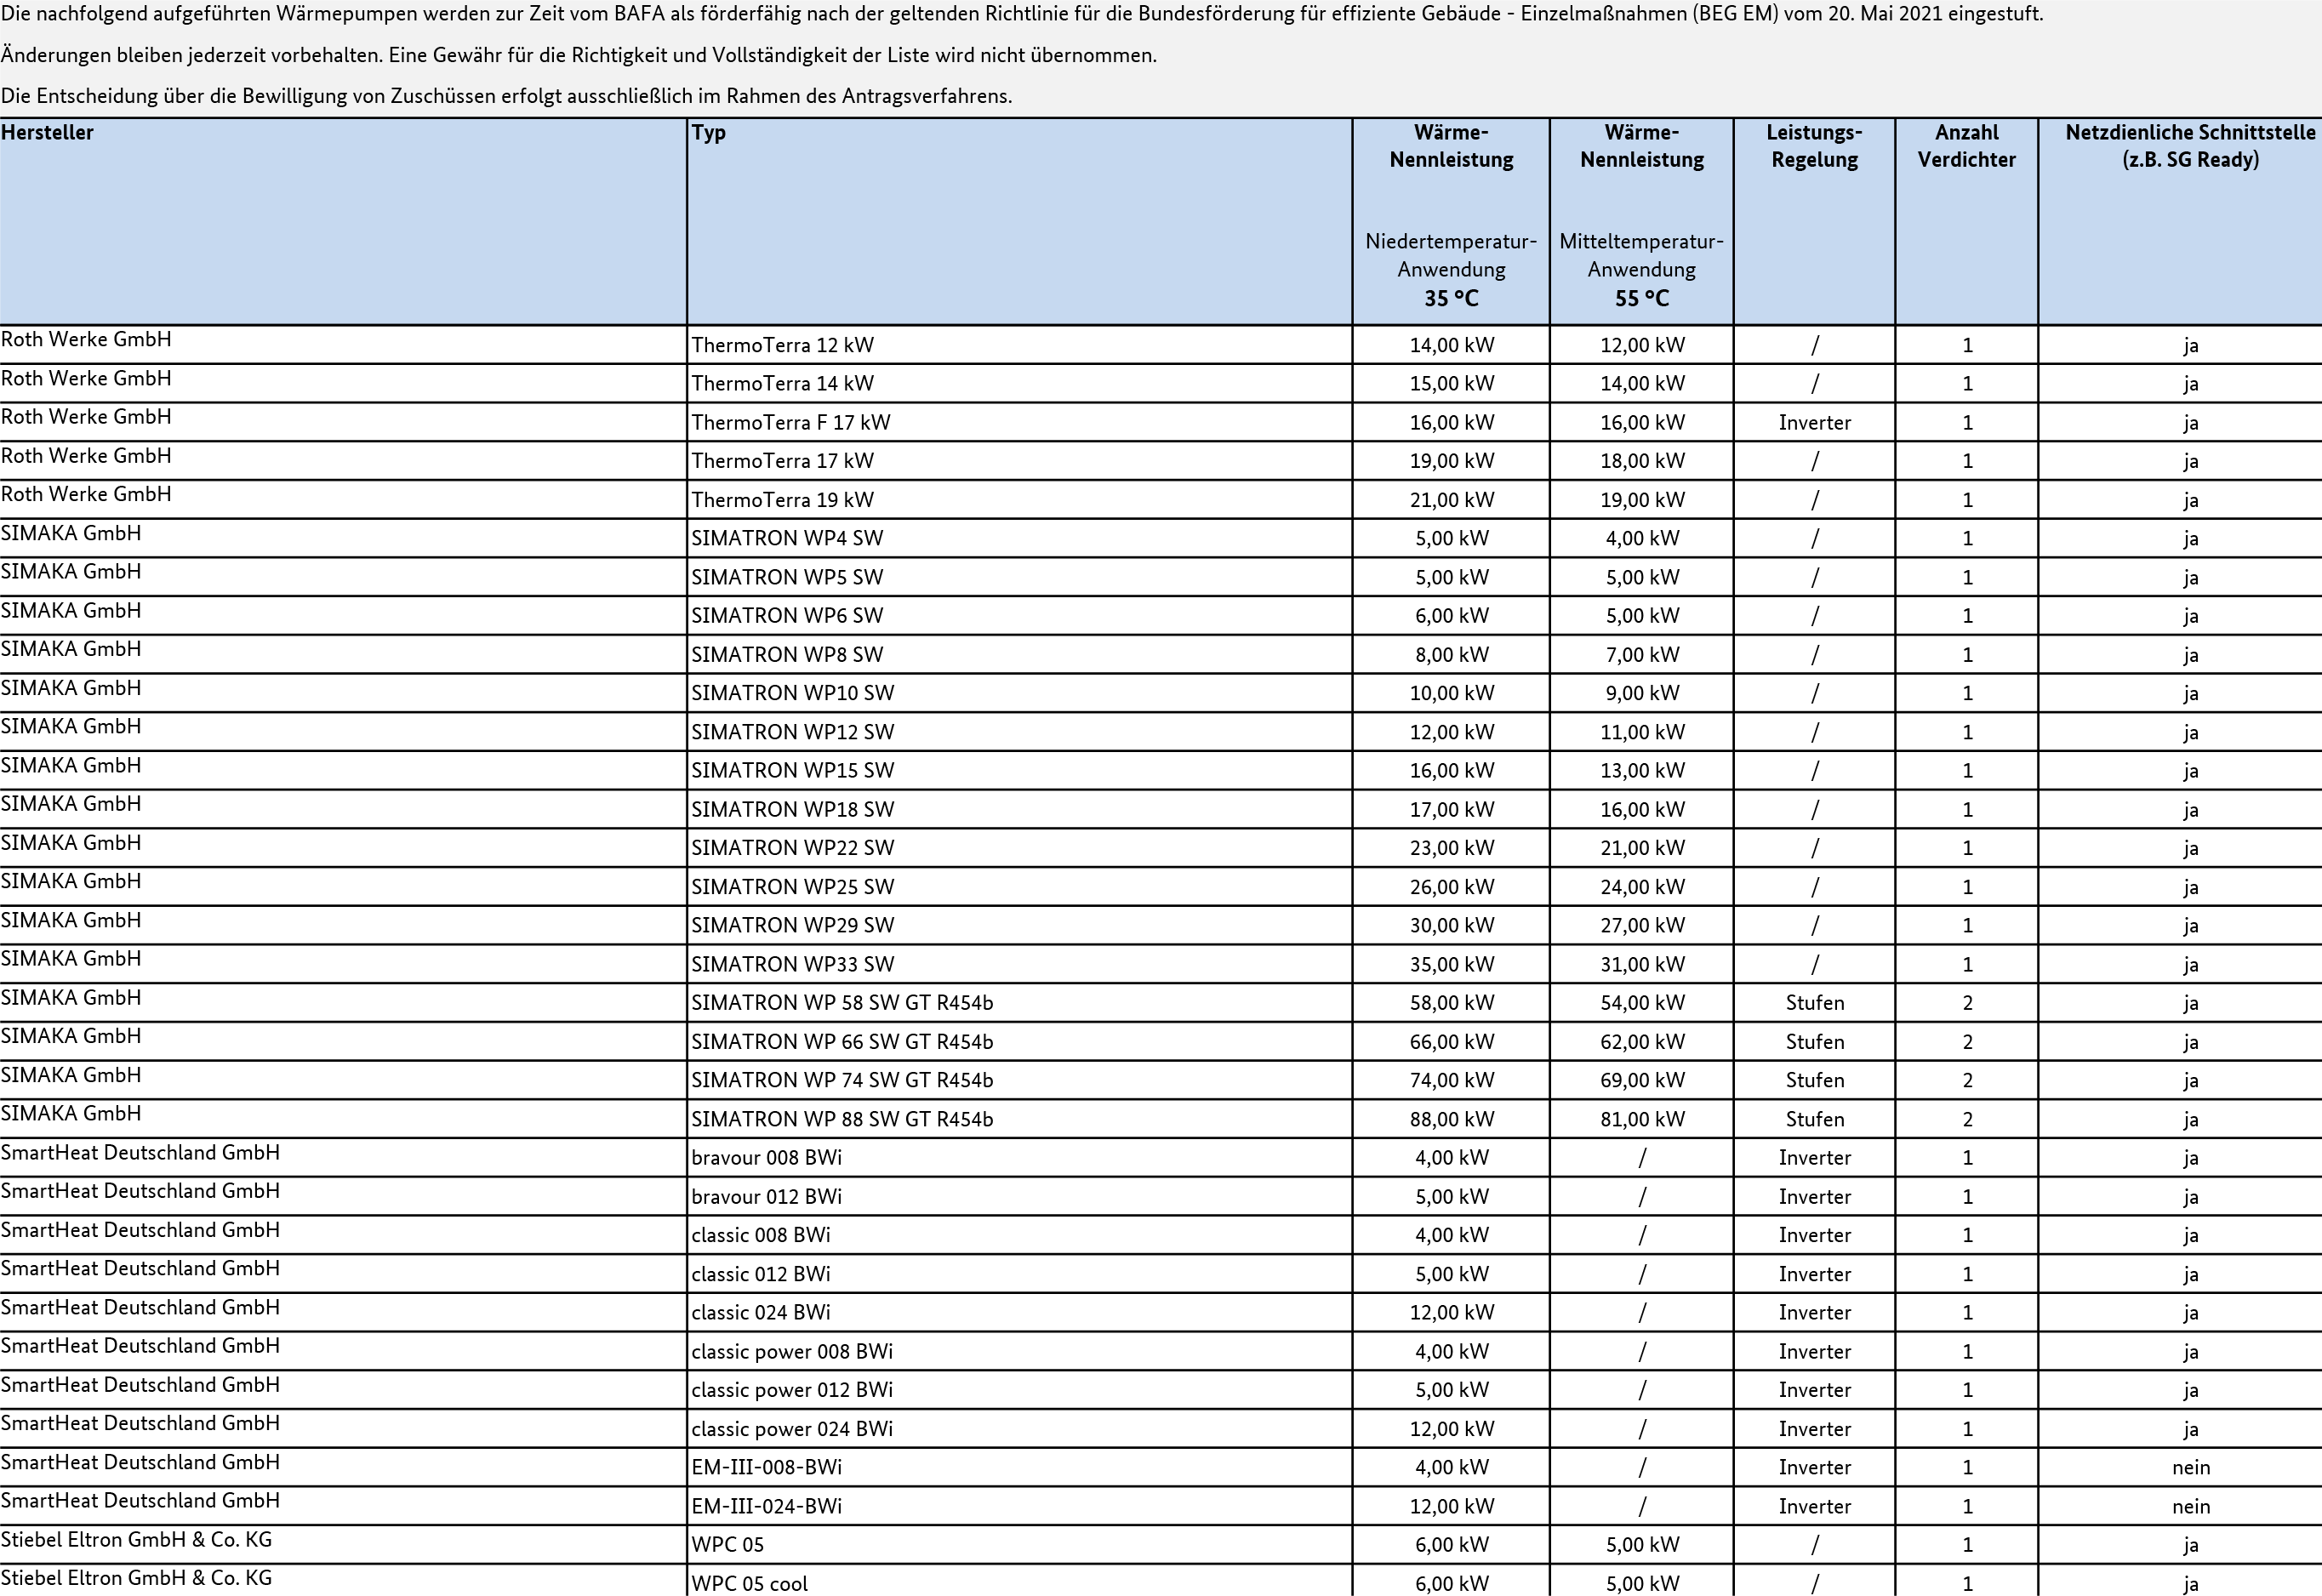 Die nachfolgend aufgeführten Wärmepumpen werden zur Zeit vom BAFA als förderfähig nach der geltenden Richtlinie für die Bundesförderung für effiziente Gebäude - Einzelmaßnahmen (BEG EM) vom 20. Mai 2021 eingestuft.
Änderungen bleiben jederzeit vorbehalten. Eine Gewähr für die Richtigkeit und Vollständigkeit der Liste wird nicht übernommen.
Die Entscheidung über die Bewilligung von Zuschüssen erfolgt ausschließlich im Rahmen des Antragsverfahrens.
Hersteller Typ Wärme- Wärme- Leistungs- Anzahl Netzdienliche Schnittstelle
Nennleistung Nennleistung Regelung Verdichter (z.B. SG Ready)
Niedertemperatur- Mitteltemperatur-
Anwendung Anwendung
35 °C 55 °C
Roth Werke GmbH ThermoTerra 12 kW 14,00 kW 12,00 kW / 1 ja
Roth Werke GmbH ThermoTerra 14 kW 15,00 kW 14,00 kW / 1 ja
Roth Werke GmbH ThermoTerra F 17 kW 16,00 kW 16,00 kW Inverter 1 ja
Roth Werke GmbH ThermoTerra 17 kW 19,00 kW 18,00 kW / 1 ja
Roth Werke GmbH ThermoTerra 19 kW 21,00 kW 19,00 kW / 1 ja
SIMAKA GmbH SIMATRON WP4 SW 5,00 kW 4,00 kW / 1 ja
SIMAKA GmbH SIMATRON WP5 SW 5,00 kW 5,00 kW / 1 ja
SIMAKA GmbH SIMATRON WP6 SW 6,00 kW 5,00 kW / 1 ja
SIMAKA GmbH SIMATRON WP8 SW 8,00 kW 7,00 kW / 1 ja
SIMAKA GmbH SIMATRON WP10 SW 10,00 kW 9,00 kW / 1 ja
SIMAKA GmbH SIMATRON WP12 SW 12,00 kW 11,00 kW / 1 ja
SIMAKA GmbH SIMATRON WP15 SW 16,00 kW 13,00 kW / 1 ja
SIMAKA GmbH SIMATRON WP18 SW 17,00 kW 16,00 kW / 1 ja
SIMAKA GmbH SIMATRON WP22 SW 23,00 kW 21,00 kW / 1 ja
SIMAKA GmbH SIMATRON WP25 SW 26,00 kW 24,00 kW / 1 ja
SIMAKA GmbH SIMATRON WP29 SW 30,00 kW 27,00 kW / 1 ja
SIMAKA GmbH SIMATRON WP33 SW 35,00 kW 31,00 kW / 1 ja
SIMAKA GmbH SIMATRON WP 58 SW GT R454b 58,00 kW 54,00 kW Stufen 2 ja
SIMAKA GmbH SIMATRON WP 66 SW GT R454b 66,00 kW 62,00 kW Stufen 2 ja
SIMAKA GmbH SIMATRON WP 74 SW GT R454b 74,00 kW 69,00 kW Stufen 2 ja
SIMAKA GmbH SIMATRON WP 88 SW GT R454b 88,00 kW 81,00 kW Stufen 2 ja
SmartHeat Deutschland GmbH bravour 008 BWi 4,00 kW / Inverter 1 ja
SmartHeat Deutschland GmbH bravour 012 BWi 5,00 kW / Inverter 1 ja
SmartHeat Deutschland GmbH classic 008 BWi 4,00 kW / Inverter 1 ja
SmartHeat Deutschland GmbH classic 012 BWi 5,00 kW / Inverter 1 ja
SmartHeat Deutschland GmbH classic 024 BWi 12,00 kW / Inverter 1 ja
SmartHeat Deutschland GmbH classic power 008 BWi 4,00 kW / Inverter 1 ja
SmartHeat Deutschland GmbH classic power 012 BWi 5,00 kW / Inverter 1 ja
SmartHeat Deutschland GmbH classic power 024 BWi 12,00 kW / Inverter 1 ja
SmartHeat Deutschland GmbH EM-III-008-BWi 4,00 kW / Inverter 1 nein
SmartHeat Deutschland GmbH EM-III-024-BWi 12,00 kW / Inverter 1 nein
Stiebel Eltron GmbH & Co. KG WPC 05 6,00 kW 5,00 kW / 1 ja
Stiebel Eltron GmbH & Co. KG WPC 05 cool 6,00 kW 5,00 kW / 1 ja